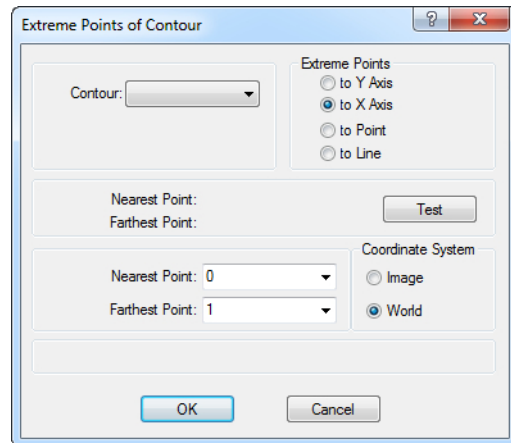 Extreme Points of Contour
? X
Contour:
Extreme Points
to Y Axis
to X Axis
to Point
to Line
Nearest Point:
Farthest Point:
Test
Nearest Point: 0
Farthest Point: 1
Coordinate System
Image
World
OK
Cancel